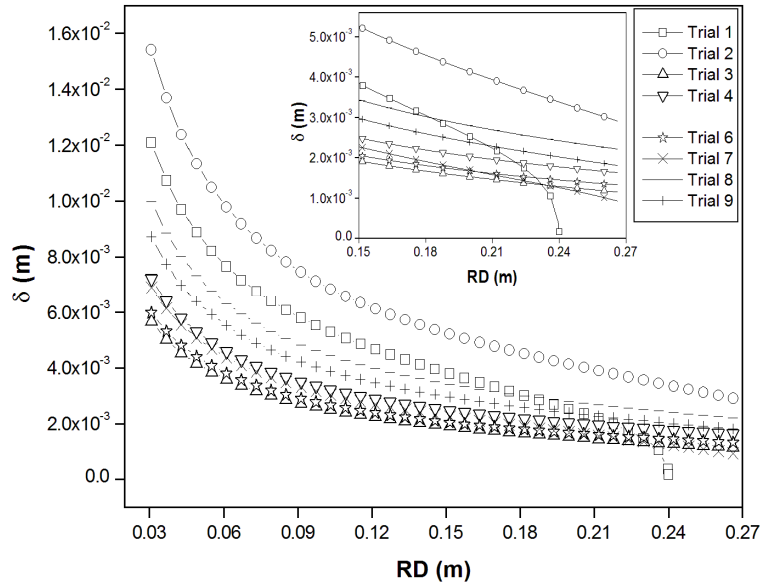 1.6x10⁻²
1.4x10⁻²
1.2x10⁻²
1.0x10⁻²
8.0x10⁻³
6.0x10⁻³
4.0x10⁻³
2.0x10⁻³
0.0
δ (m)
0.03 0.06 0.09 0.12 0.15 0.18 0.21 0.24 0.27
RD (m)
5.0x10⁻³
4.0x10⁻³
3.0x10⁻³
2.0x10⁻³
1.0x10⁻³
0.0
δ (m)
0.15 0.18 0.21 0.24 0.27
RD (m)
Trial 1
Trial 2
Trial 3
Trial 4
Trial 6
Trial 7
Trial 8
Trial 9